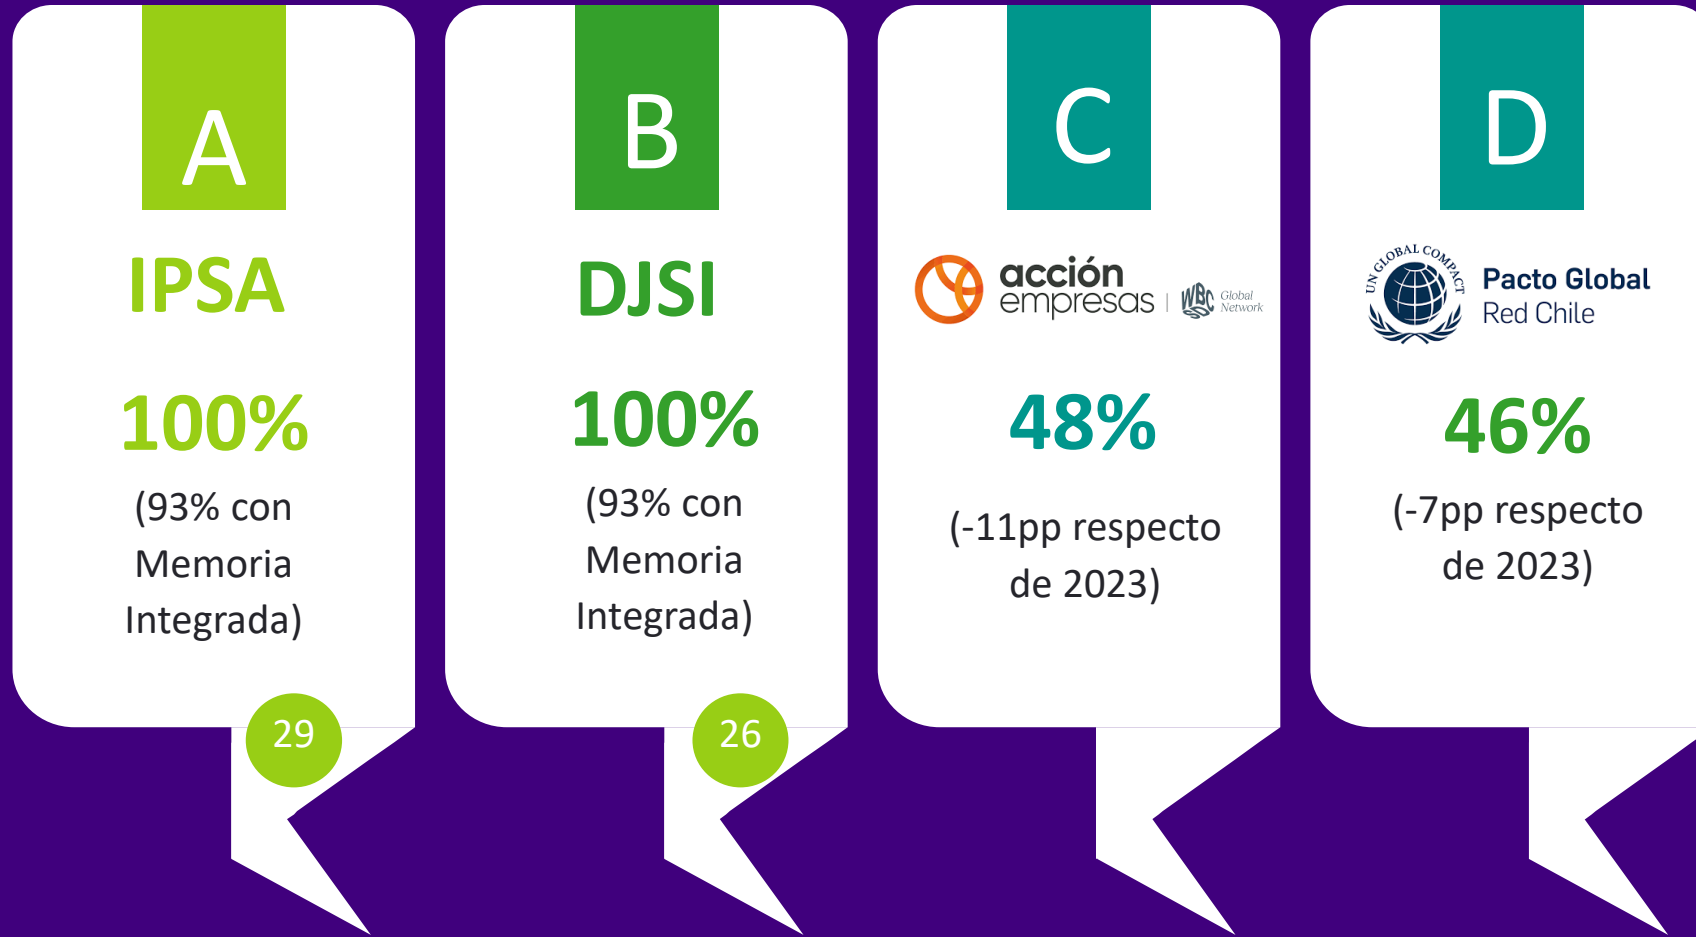 A
IPSA
100%
(93% con
Memoria
Integrada)
29
B
DJSI
100%
(93% con
Memoria
Integrada)
26
C
acción
empresas
WBC Global
Network
48%
(-11pp respecto
de 2023)
D
UN GLOBAL COMPACT
Pacto Global
Red Chile
46%
(-7pp respecto
de 2023)